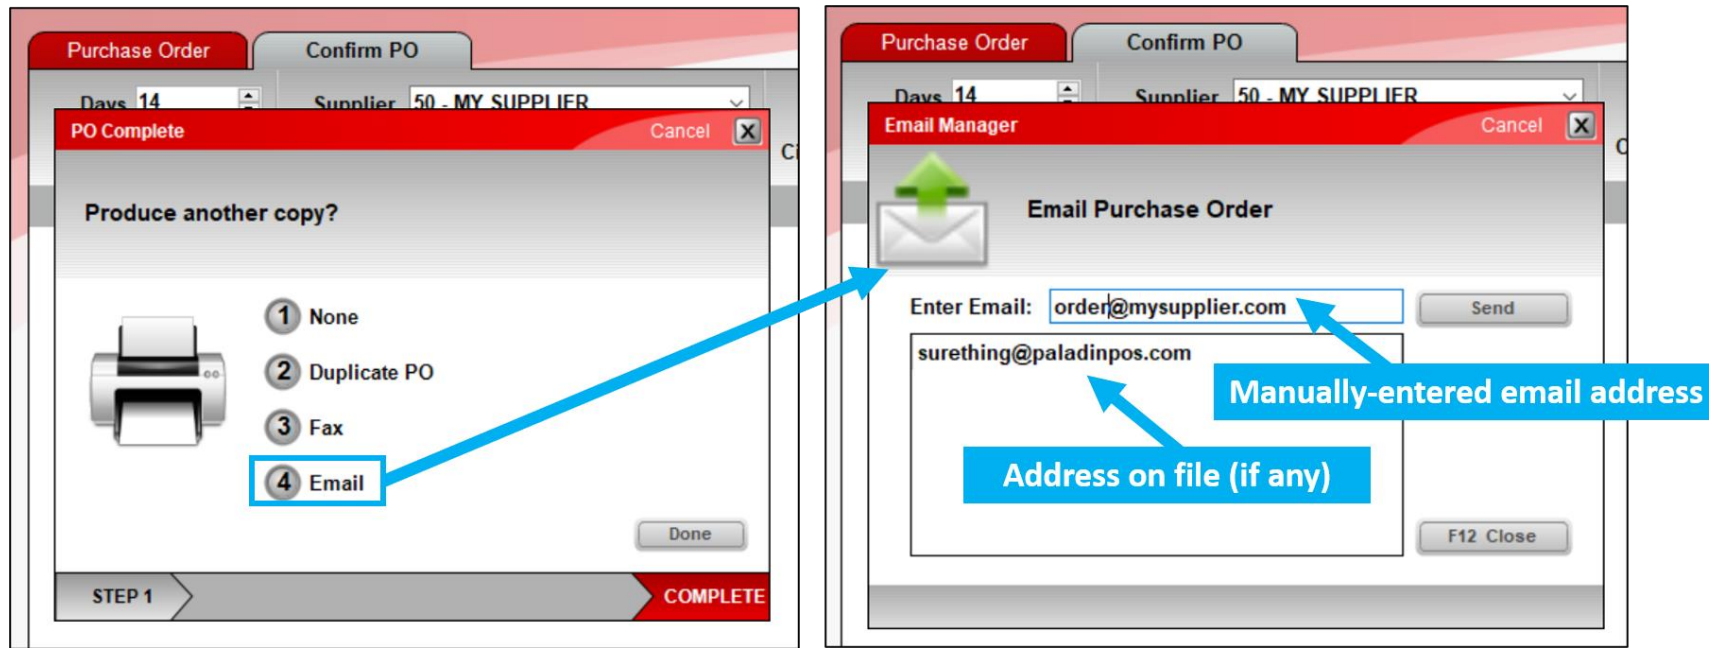 Purchase Order
Confirm PO
Days 14
Supplier 50 - MY SUPPLIER
PO Complete
Cancel
X
Produce another copy?
1 None
2 Duplicate PO
3 Fax
4 Email
Done
STEP 1
COMPLETE
Purchase Order
Confirm PO
Days 14
Supplier 50 - MY SUPPLIER
Email Manager
Cancel
X
Email Purchase Order
Enter Email: order@mysupplier.com
Send
surething@paladinpos.com
Manually-entered email address
Address on file (if any)
F12 Close